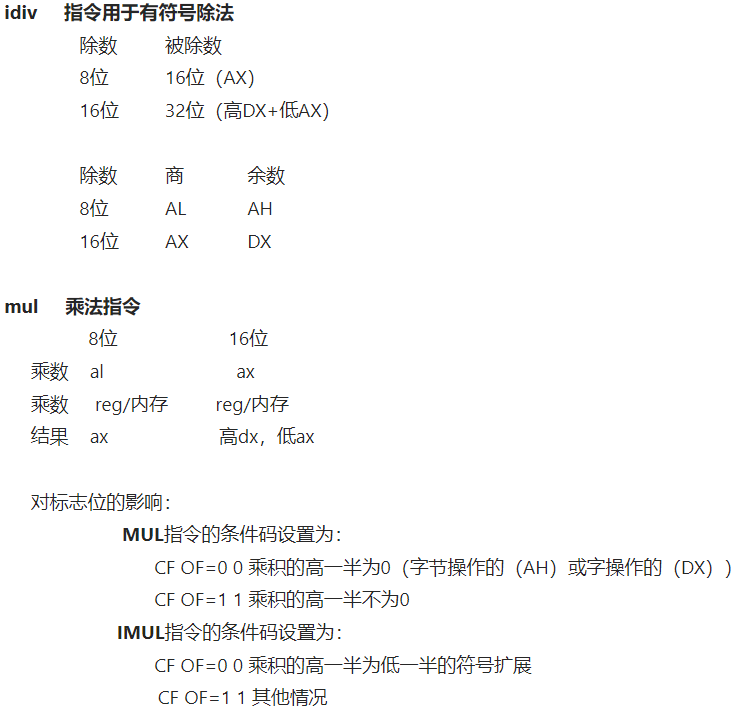 idiv 指令用于有符号除法
除数 被除数
8位 16位（AX）
16位 32位（高DX+低AX）
除数 商 余数
8位 AL AH
16位 AX DX
mul 乘法指令
8位 16位
乘数 al ax
乘数 reg/内存 reg/内存
结果 ax 高dx，低ax
对标志位的影响：
MUL指令的条件码设置为：
CF OF=0 0 乘积的高一半为0（字节操作的（AH）或字操作的（DX））
CF OF=1 1 乘积的高一半不为0
IMUL指令的条件码设置为：
CF OF=0 0 乘积的高一半为低一半的符号扩展
CF OF=1 1 其他情况